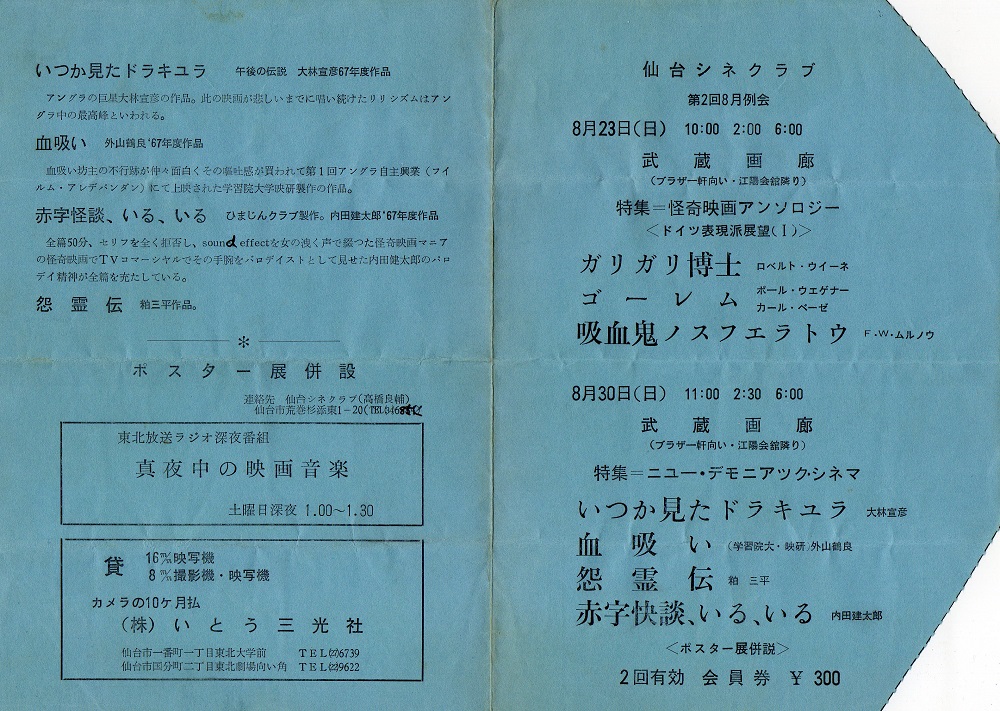 いつか見たドラキユラ　午後の伝説　大林宣彦67年度作品
アングラの巨星大林宣彦の作品。此の映画が悲しいまでに唱い続けたリリシズムはアン
グラ中の最高峰といわれる。
血吸い　外山鶴良'67年度作品
血吸い坊主の不行跡が仲々面白くその嘔吐感が買われて第1回アングラ自主興業（フイ
ルム・アレデパンダン）にて上映された学習院大学映研製作の作品。
赤字怪談、いる、いる　ひまじんクラブ製作。内田建太郎'67年度作品
全篇50分、セリフを全く拒否し、sound effectを女の洩く声で綴つた怪奇映画マニア
の怪奇映画でTVコマーシャルでその手腕をパロデイストとして見せた内田健太郎のパロ
デイ精神が全篇を充たしている。
怨霊伝　粕三平作品。
＊
ポスター展併設
連絡先　仙台シネクラブ（高橋良輔）
仙台市荒巻杉添東1－20（TEL
東北放送ラジオ深夜番組
真夜中の映画音楽
土曜日深夜 1.00～1.30
貸　16m/m映写機
8m/m撮影機・映写機
カメラの10ケ月払
（株）いとう三光社
仙台市一番町一丁目東北大学前　TEL(22)6739
仙台市国分町二丁目東北劇場向い角　TEL(22)9622
仙台シネクラブ
第2回8月例会
8月23日（日）　10:00　2:00　6:00
武蔵画廊
（ブラザー軒向い・江陽会舘隣り）
特集＝怪奇映画アンソロジー
＜ドイツ表現派展望（Ⅰ）＞
ガリガリ博士　ロベルト・ウイーネ
ゴーレム　ポール・ウエゲナー
カール・ベーゼ
吸血鬼ノスフエラトウ　F・W・ムルノウ
8月30日（日）　11:00　2:30　6:00
武蔵画廊
（ブラザー軒向い・江陽会舘隣り）
特集＝ニユー・デモニアツク・シネマ
いつか見たドラキユラ　大林宣彦
血吸い　（学習院大・映研）外山鶴良
怨霊伝　粕 三平
赤字快談、いる、いる　内田建太郎
＜ポスター展併説＞
2回有効　会員券　￥300